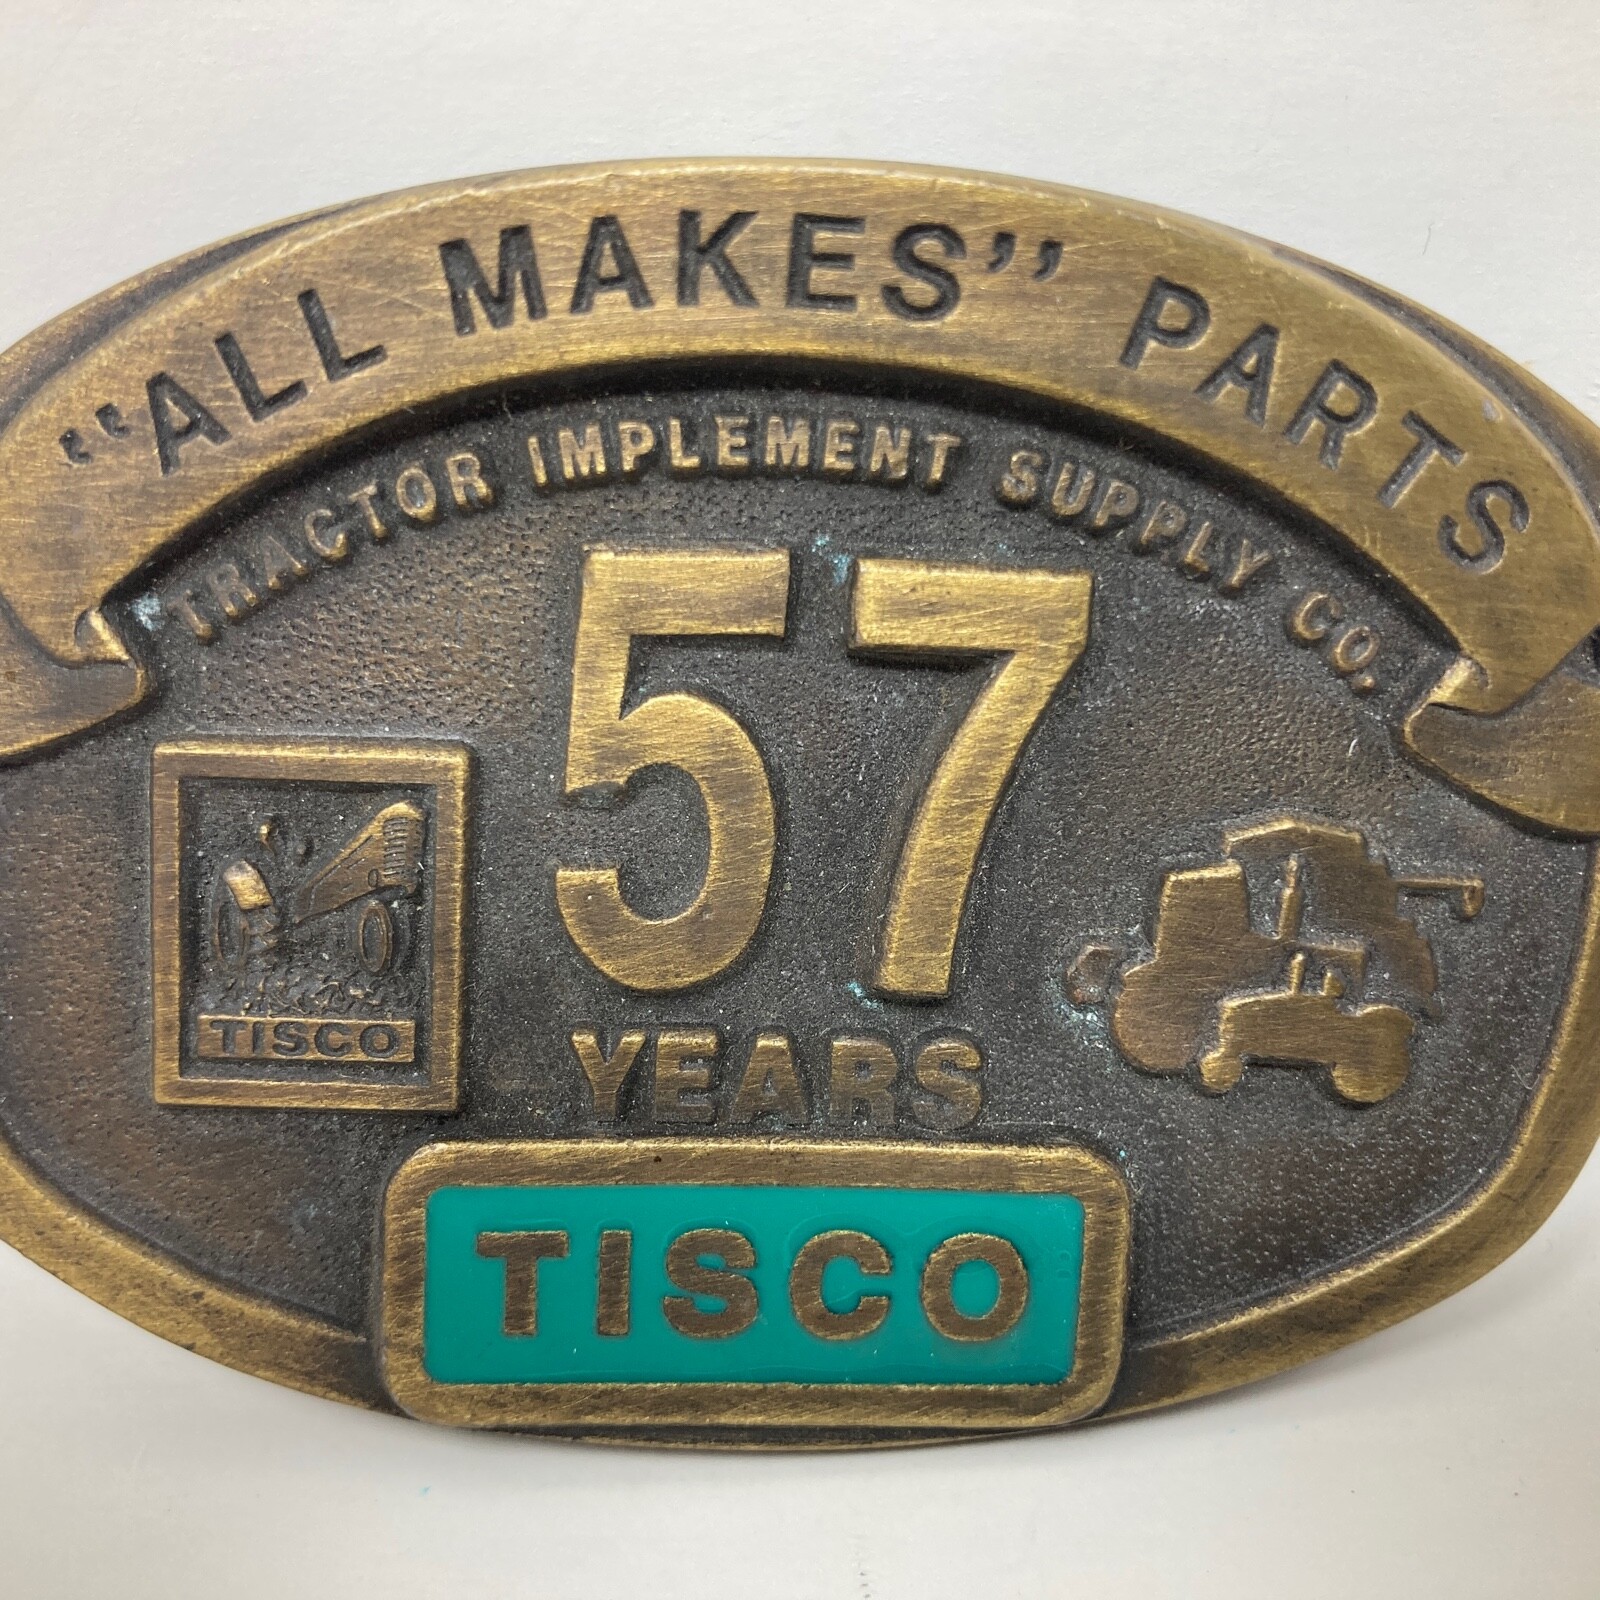 “ALL MAKES” PARTS
TRACTOR IMPLEMENT SUPPLY CO.
57
YEARS
TISCO
TISCO